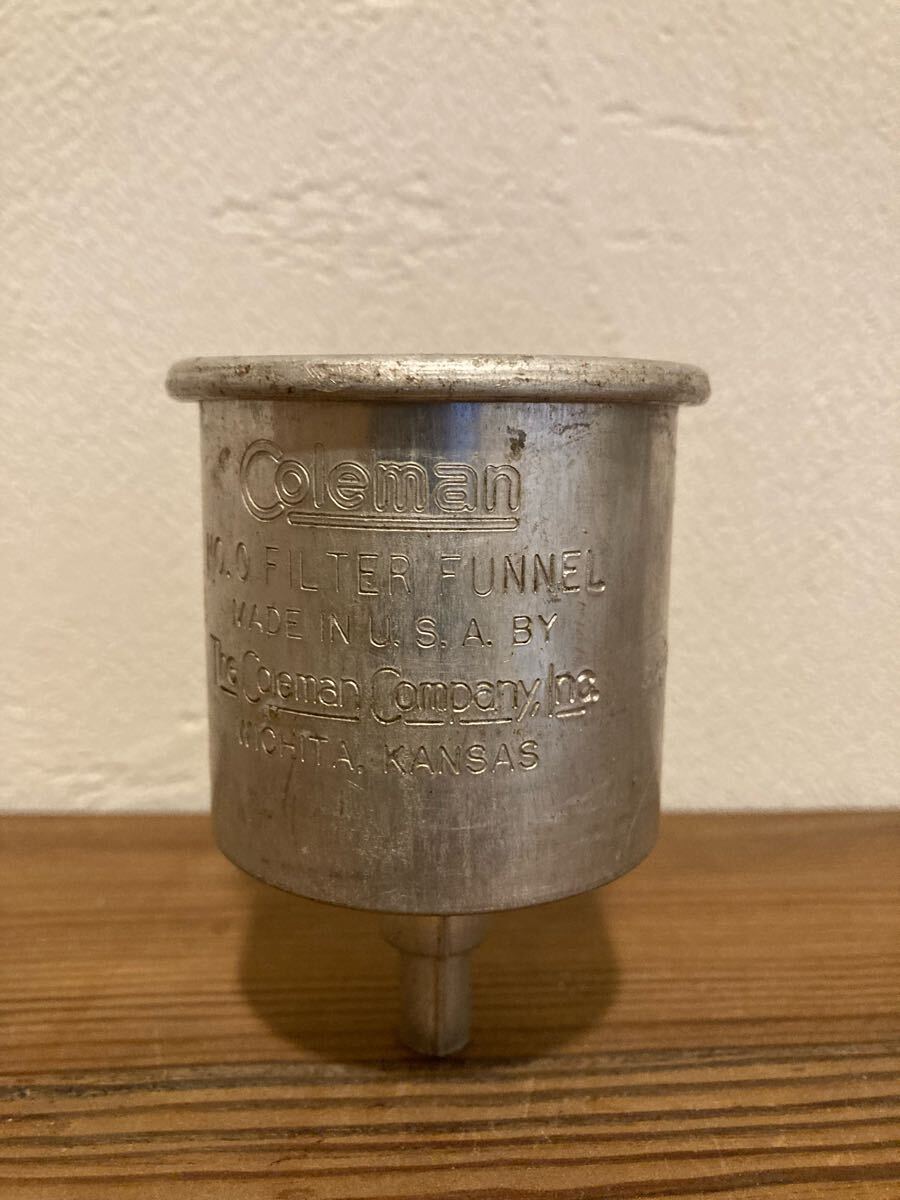 Coleman
NO. 0 FILTER FUNNEL
MADE IN U. S. A. BY
The Coleman Company, Inc.
WICHITA, KANSAS